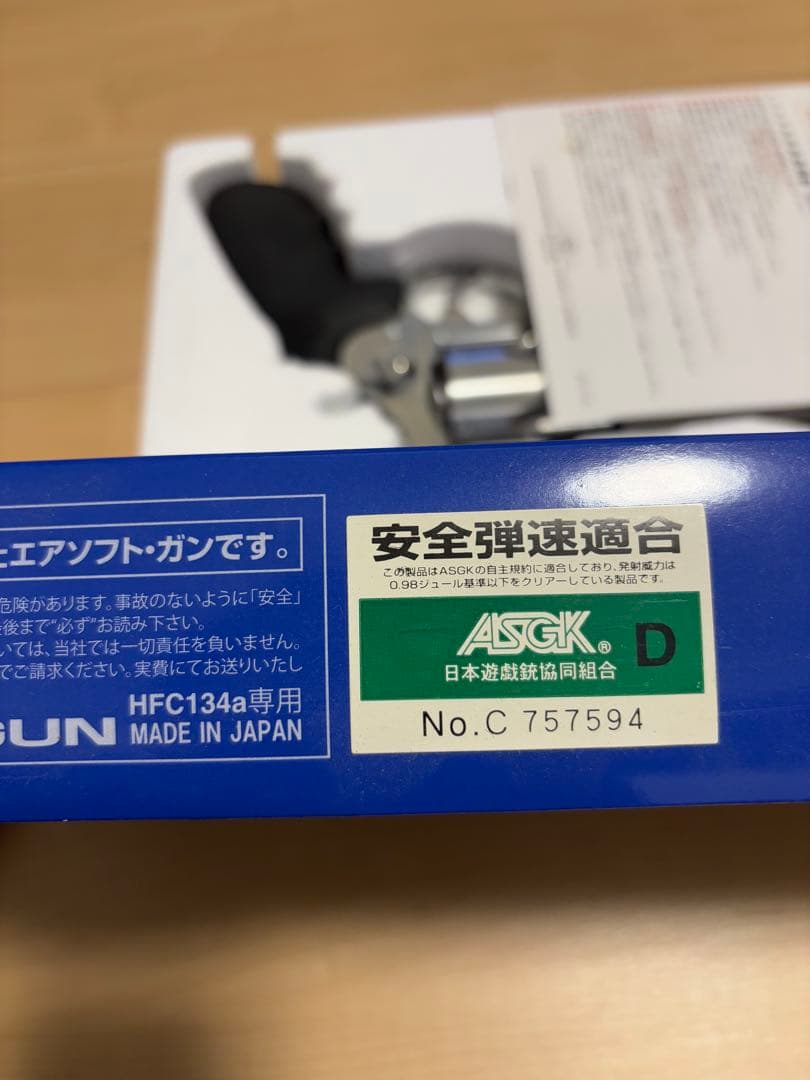 エアソフト・ガンです。
危険があります。事故のないように「安全」
後まで"必ず"お読み下さい。
いては、当社では一切責任を負いません。
でご請求ください。実費にてお送りいたし
GUN
HFC134a専用
MADE IN JAPAN
安全弾速適合
この製品はASGKの自主規約に適合しており、発射威力は
0.98ジュール基準以下をクリアーしている製品です。
ASGK® D
日本遊戯銃協同組合
No.C 757594